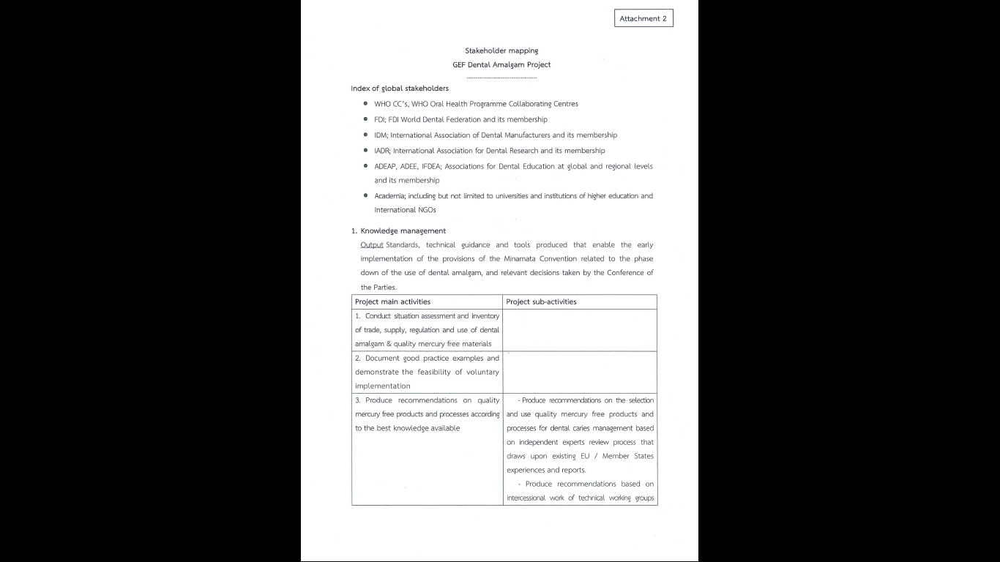 Attachment 2
Stakeholder mapping
GEF Dental Amalgam Project
------------------------------------
Index of global stakeholders
• WHO CC's, WHO Oral Health Programme Collaborating Centres
• FDI; FDI World Dental Federation and its membership
• IDM; International Association of Dental Manufacturers and its membership
• IADR; International Association for Dental Research and its membership
• ADEAP, ADEE, IFDEA; Associations for Dental Education at global and regional levels
and its membership
• Academia; including but not limited to universities and institutions of higher education and
International NGOs
1. Knowledge management
Output Standards, technical guidance and tools produced that enable the early
implementation of the provisions of the Minamata Convention related to the phase
down of the use of dental amalgam, and relevant decisions taken by the Conference of
the Parties.
Project main activities
Project sub-activities
1. Conduct situation assessment and inventory
of trade, supply, regulation and use of dental
amalgam & quality mercury free materials
2. Document good practice examples and
demonstrate the feasibility of voluntary
implementation
3. Produce recommendations on quality
mercury free products and processes according
to the best knowledge available
- Produce recommendations on the selection
and use quality mercury free products and
processes for dental caries management based
on independent experts review process that
draws upon existing EU / Member States
experiences and reports.
- Produce recommendations based on
intercessional work of technical working groups